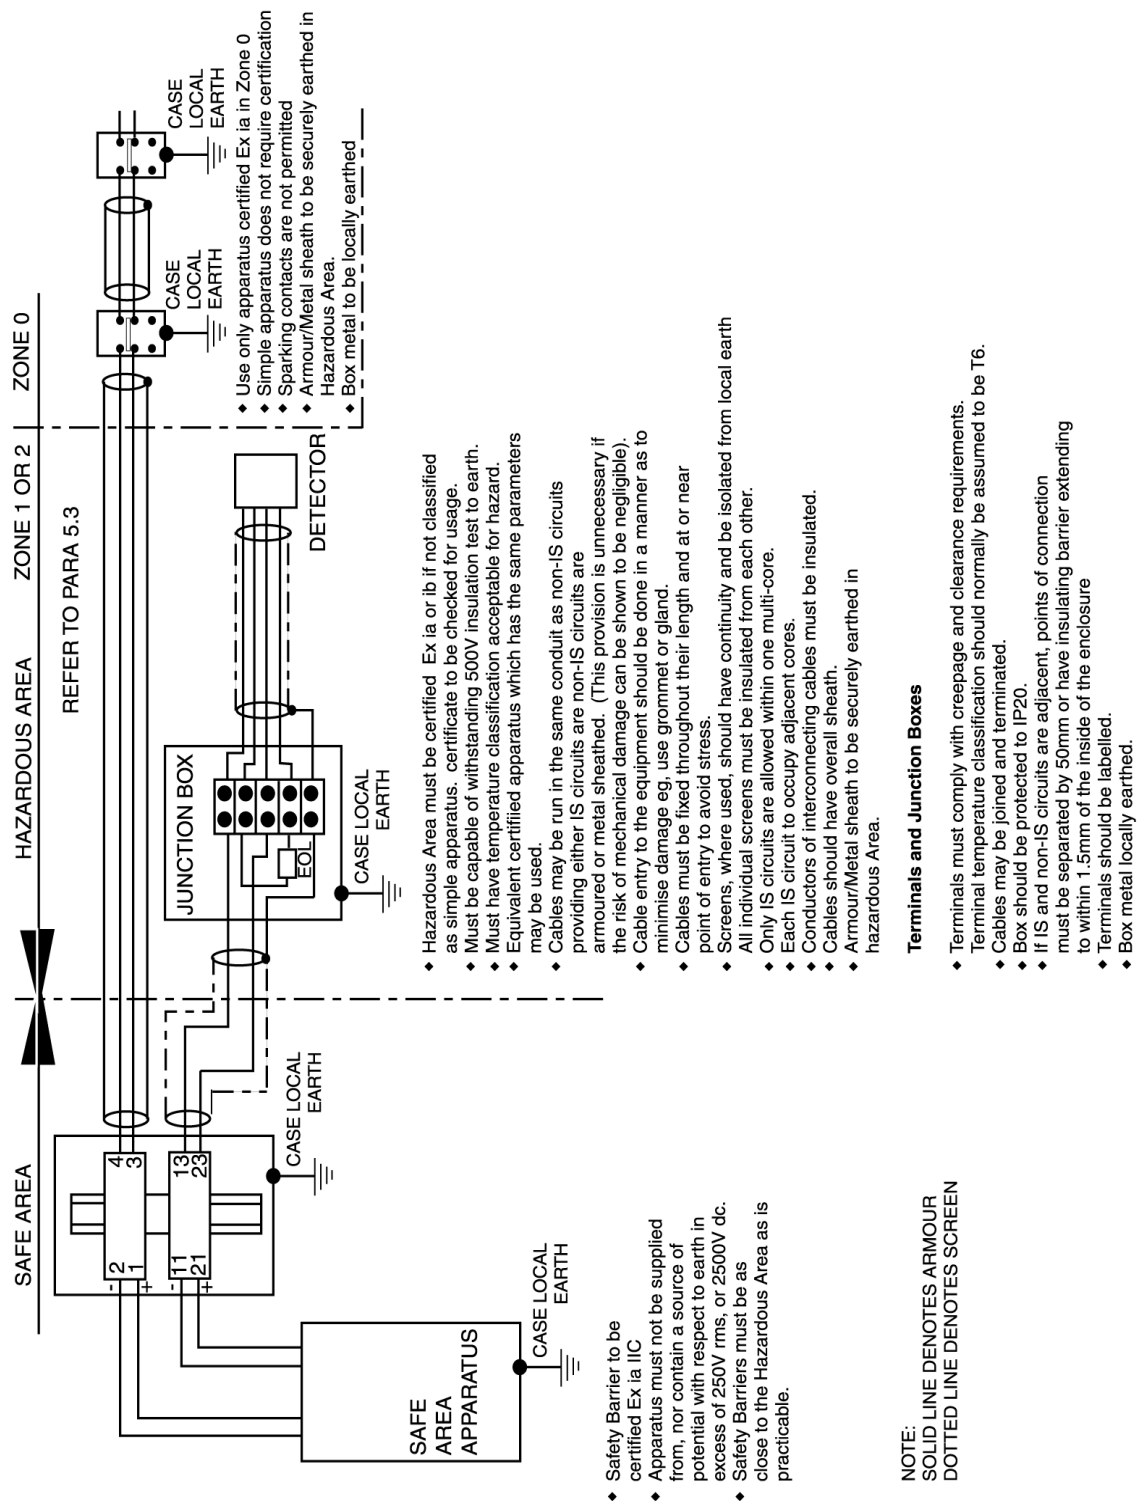 SAFE AREA
HAZARDOUS AREA
ZONE 1 OR 2
ZONE 0
REFER TO PARA 5.3
2
1
-
+
4
3
11
21
-
+
13
23
SAFE
AREA
APPARATUS
CASE LOCAL
EARTH
CASE LOCAL
EARTH
JUNCTION BOX
EOL
CASE LOCAL
EARTH
DETECTOR
CASE
LOCAL
EARTH
CASE
LOCAL
EARTH
◆ Use only apparatus certified Ex ia in Zone 0
◆ Simple apparatus does not require certification
◆ Sparking contacts are not permitted
◆ Armour/Metal sheath to be securely earthed in
Hazardous Area.
◆ Box metal to be locally earthed
◆ Safety Barrier to be
certified Ex ia IIC
◆ Apparatus must not be supplied
from, nor contain a source of
potential with respect to earth in
excess of 250V rms, or 2500V dc.
◆ Safety Barriers must be as
close to the Hazardous Area as is
practicable.
◆ Hazardous Area must be certified Ex ia or ib if not classified
as simple apparatus. certificate to be checked for usage.
◆ Must be capable of withstanding 500V insulation test to earth.
◆ Must have temperature classification acceptable for hazard.
◆ Equivalent certified apparatus which has the same parameters
may be used.
◆ Cables may be run in the same conduit as non-IS circuits
providing either IS circuits are non-IS circuits are
armoured or metal sheathed. (This provision is unnecessary if
the risk of mechanical damage can be shown to be negligible).
◆ Cable entry to the equipment should be done in a manner as to
minimise damage eg, use grommet or gland.
◆ Cables must be fixed throughout their length and at or near
point of entry to avoid stress.
◆ Screens, where used, should have continuity and be isolated from local earth
All individual screens must be insulated from each other.
◆ Only IS circuits are allowed within one multi-core.
◆ Each IS circuit to occupy adjacent cores.
◆ Conductors of interconnecting cables must be insulated.
◆ Cables should have overall sheath.
◆ Armour/Metal sheath to be securely earthed in
hazardous Area.
Terminals and Junction Boxes
◆ Terminals must comply with creepage and clearance requirements.
Terminal temperature classification should normally be assumed to be T6.
◆ Cables may be joined and terminated.
◆ Box should be protected to IP20.
◆ If IS and non-IS circuits are adjacent, points of connection
must be separated by 50mm or have insulating barrier extending
to within 1.5mm of the inside of the enclosure
◆ Terminals should be labelled.
◆ Box metal locally earthed.
NOTE:
SOLID LINE DENOTES ARMOUR
DOTTED LINE DENOTES SCREEN